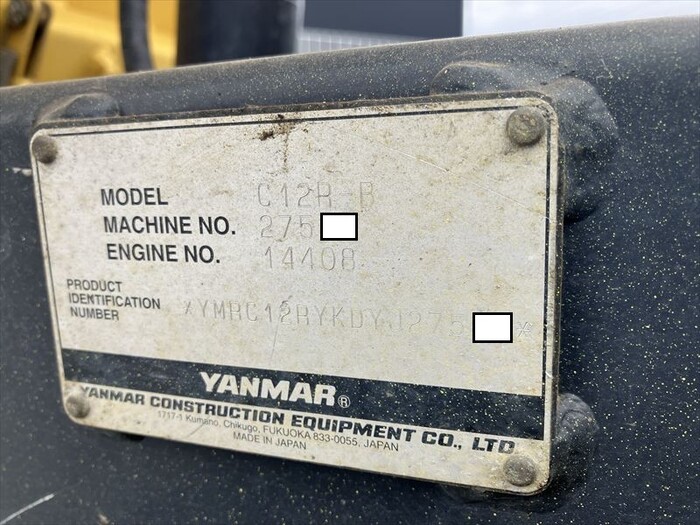 MODEL C12R-B
MACHINE NO. 275
ENGINE NO. 14408
PRODUCT
IDENTIFICATION
NUMBER
*YMRC12RYKDYJ275 *
YANMAR®
YANMAR CONSTRUCTION EQUIPMENT CO., LTD
1717-1 Kumano, Chikugo, FUKUOKA 833-0055, JAPAN
MADE IN JAPAN